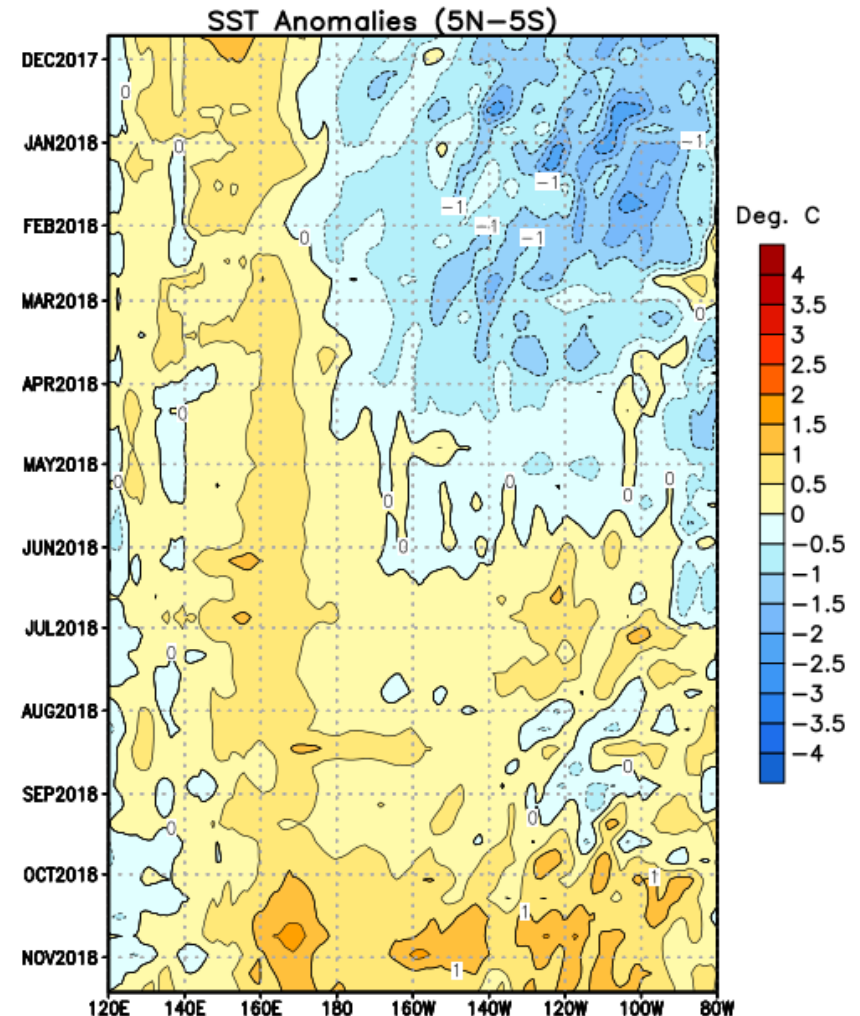 SST Anomalies (5N−5S)
DEC2017
JAN2018
FEB2018
MAR2018
APR2018
MAY2018
JUN2018
JUL2018
AUG2018
SEP2018
OCT2018
NOV2018
120E 140E 160E 180 160W 140W 120W 100W 80W
0
0
−1
−1
−1
−1
−1
0
0
0
0
0
0
0
0
0
0
0
0
0
1
1
1
Deg. C
4
3.5
3
2.5
2
1.5
1
0.5
0
−0.5
−1
−1.5
−2
−2.5
−3
−3.5
−4